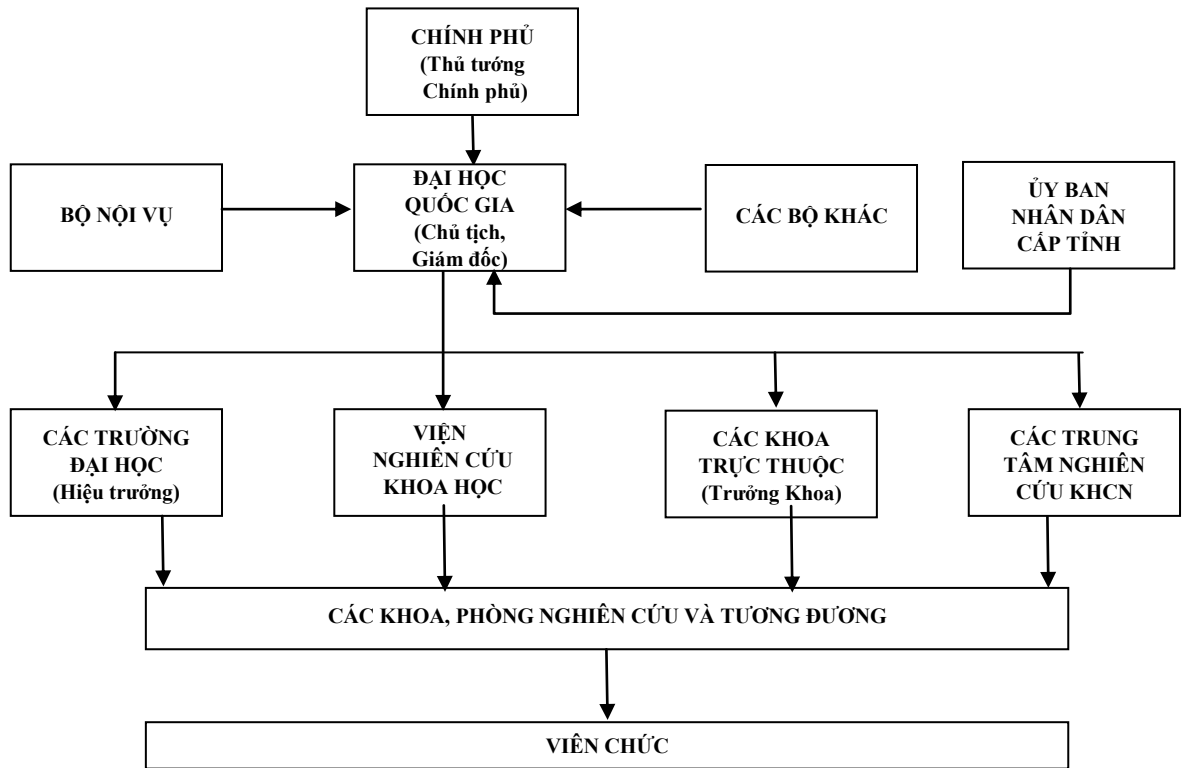 CHÍNH PHỦ
(Thủ tướng
Chính phủ)
BỘ NỘI VỤ
ĐẠI HỌC
QUỐC GIA
(Chủ tịch,
Giám đốc)
CÁC BỘ KHÁC
ỦY BAN
NHÂN DÂN
CẤP TỈNH
CÁC TRƯỜNG
ĐẠI HỌC
(Hiệu trưởng)
VIỆN
NGHIÊN CỨU
KHOA HỌC
CÁC KHOA
TRỰC THUỘC
(Trưởng Khoa)
CÁC TRUNG
TÂM NGHIÊN
CỨU KHCN
CÁC KHOA, PHÒNG NGHIÊN CỨU VÀ TƯƠNG ĐƯƠNG
VIÊN CHỨC